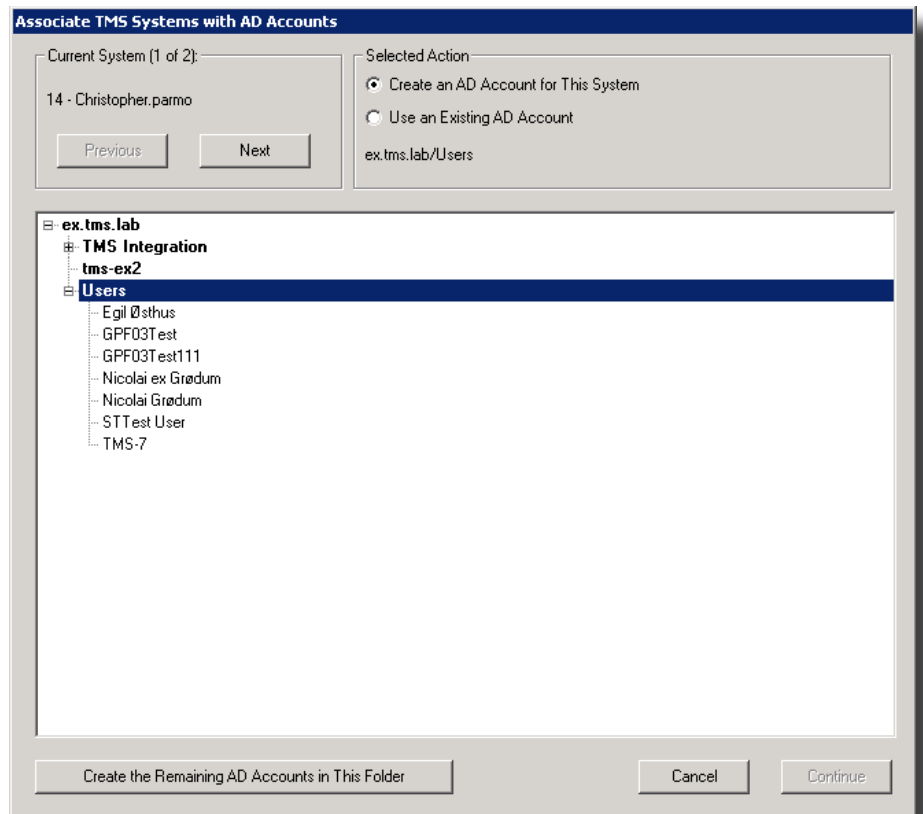 Associate TMS Systems with AD Accounts
Current System (1 of 2):
14 - Christopher.parmo
Previous
Next
Selected Action
Create an AD Account for This System
Use an Existing AD Account
ex.tms.lab/Users
ex.tms.lab
TMS Integration
tms-ex2
Users
Egil Østhus
GPF03Test
GPF03Test111
Nicolai ex Grødum
Nicolai Grødum
STTest User
TMS-7
Create the Remaining AD Accounts in This Folder
Cancel
Continue